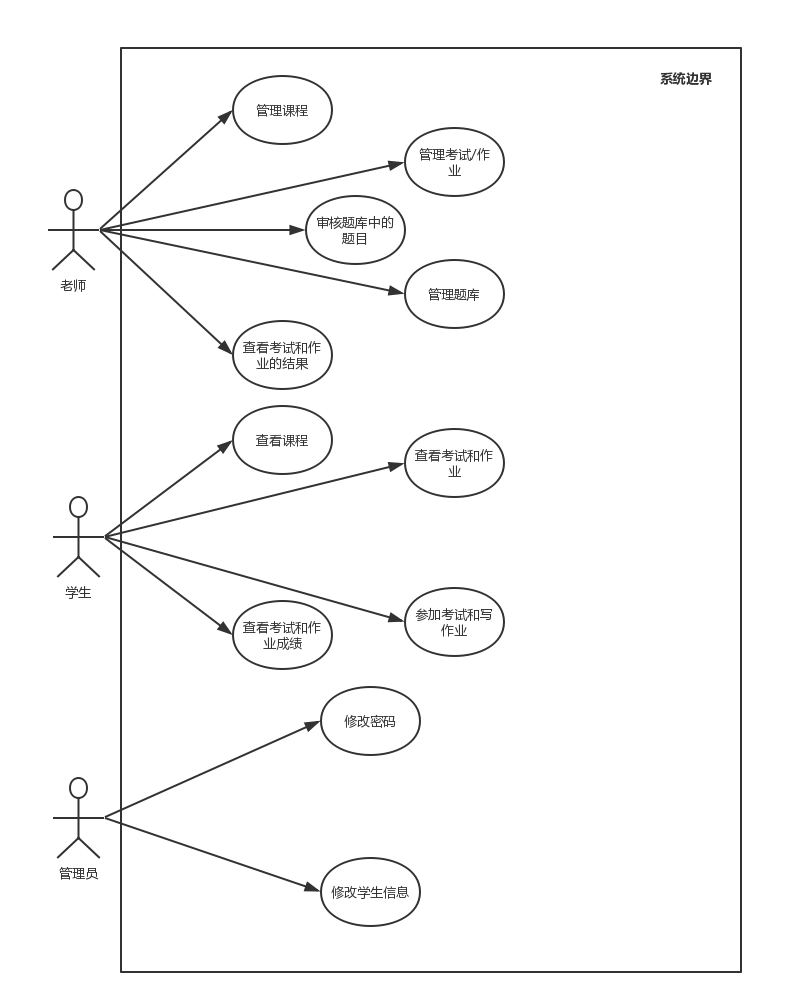 系统边界
管理课程
管理考试/作
业
审核题库中的
题目
老师
管理题库
查看考试和作
业的结果
查看课程
查看考试和作
业
学生
参加考试和写
作业
查看考试和作
业成绩
修改密码
管理员
修改学生信息